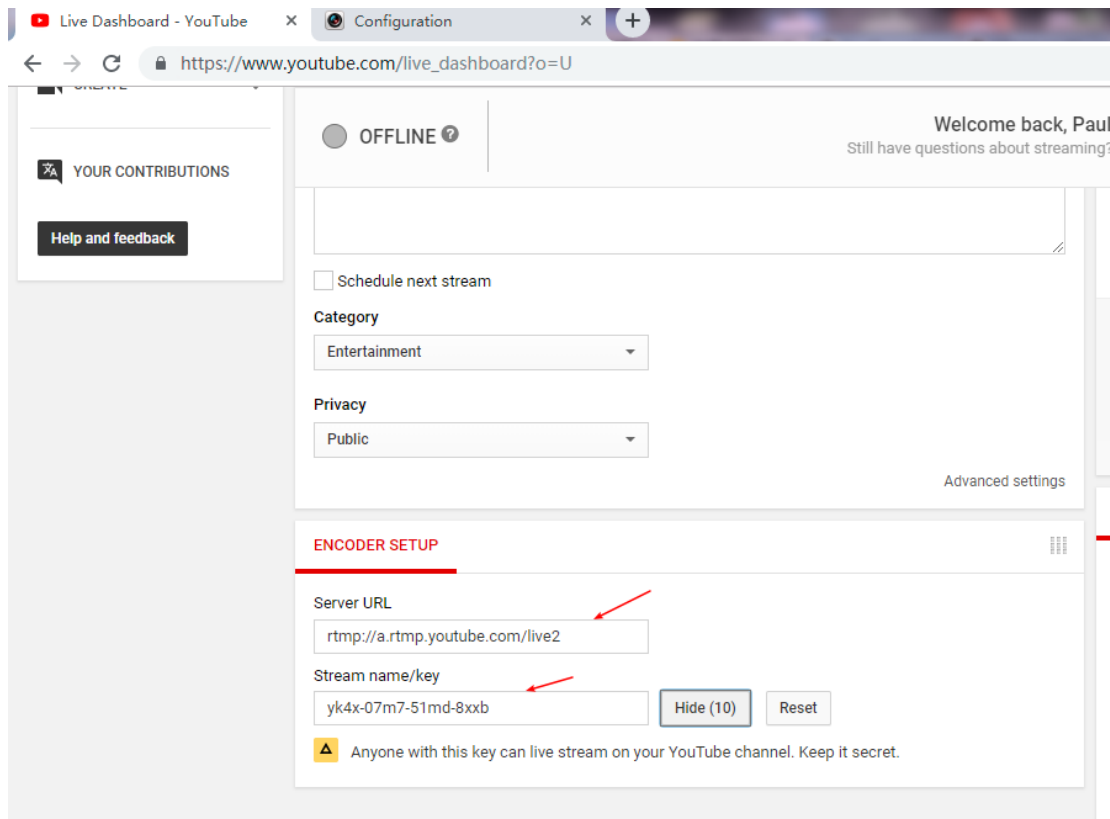 Live Dashboard - YouTube
Configuration
https://www.youtube.com/live_dashboard?o=U
CREATE
OFFLINE
Welcome back, Paul
Still have questions about streaming?
YOUR CONTRIBUTIONS
Help and feedback
Schedule next stream
Category
Entertainment
Privacy
Public
Advanced settings
ENCODER SETUP
Server URL
rtmp://a.rtmp.youtube.com/live2
Stream name/key
yk4x-07m7-51md-8xxb
Hide (10)
Reset
Anyone with this key can live stream on your YouTube channel. Keep it secret.